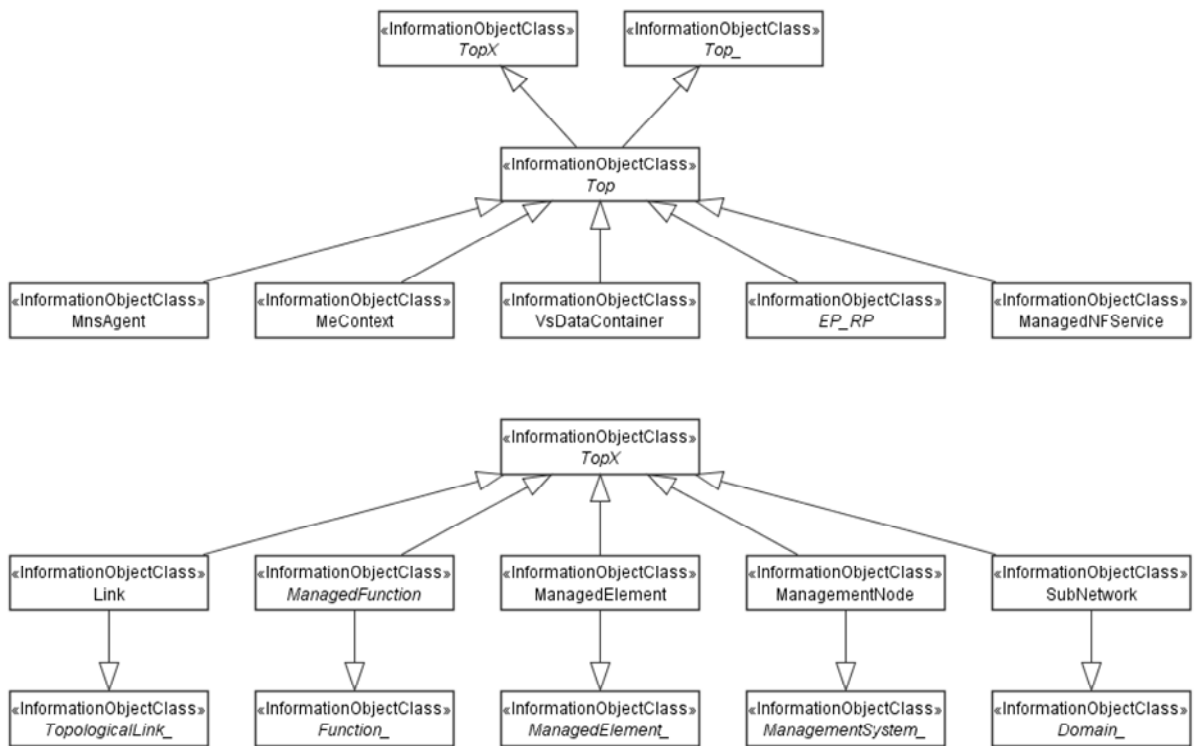 «InformationObjectClass»
TopX
«InformationObjectClass»
Top_
«InformationObjectClass»
Top
«InformationObjectClass»
MnsAgent
«InformationObjectClass»
MeContext
«InformationObjectClass»
VsDataContainer
«InformationObjectClass»
EP_RP
«InformationObjectClass»
ManagedNFService
«InformationObjectClass»
TopX
«InformationObjectClass»
Link
«InformationObjectClass»
ManagedFunction
«InformationObjectClass»
ManagedElement
«InformationObjectClass»
ManagementNode
«InformationObjectClass»
SubNetwork
«InformationObjectClass»
TopologicalLink_
«InformationObjectClass»
Function_
«InformationObjectClass»
ManagedElement_
«InformationObjectClass»
ManagementSystem_
«InformationObjectClass»
Domain_